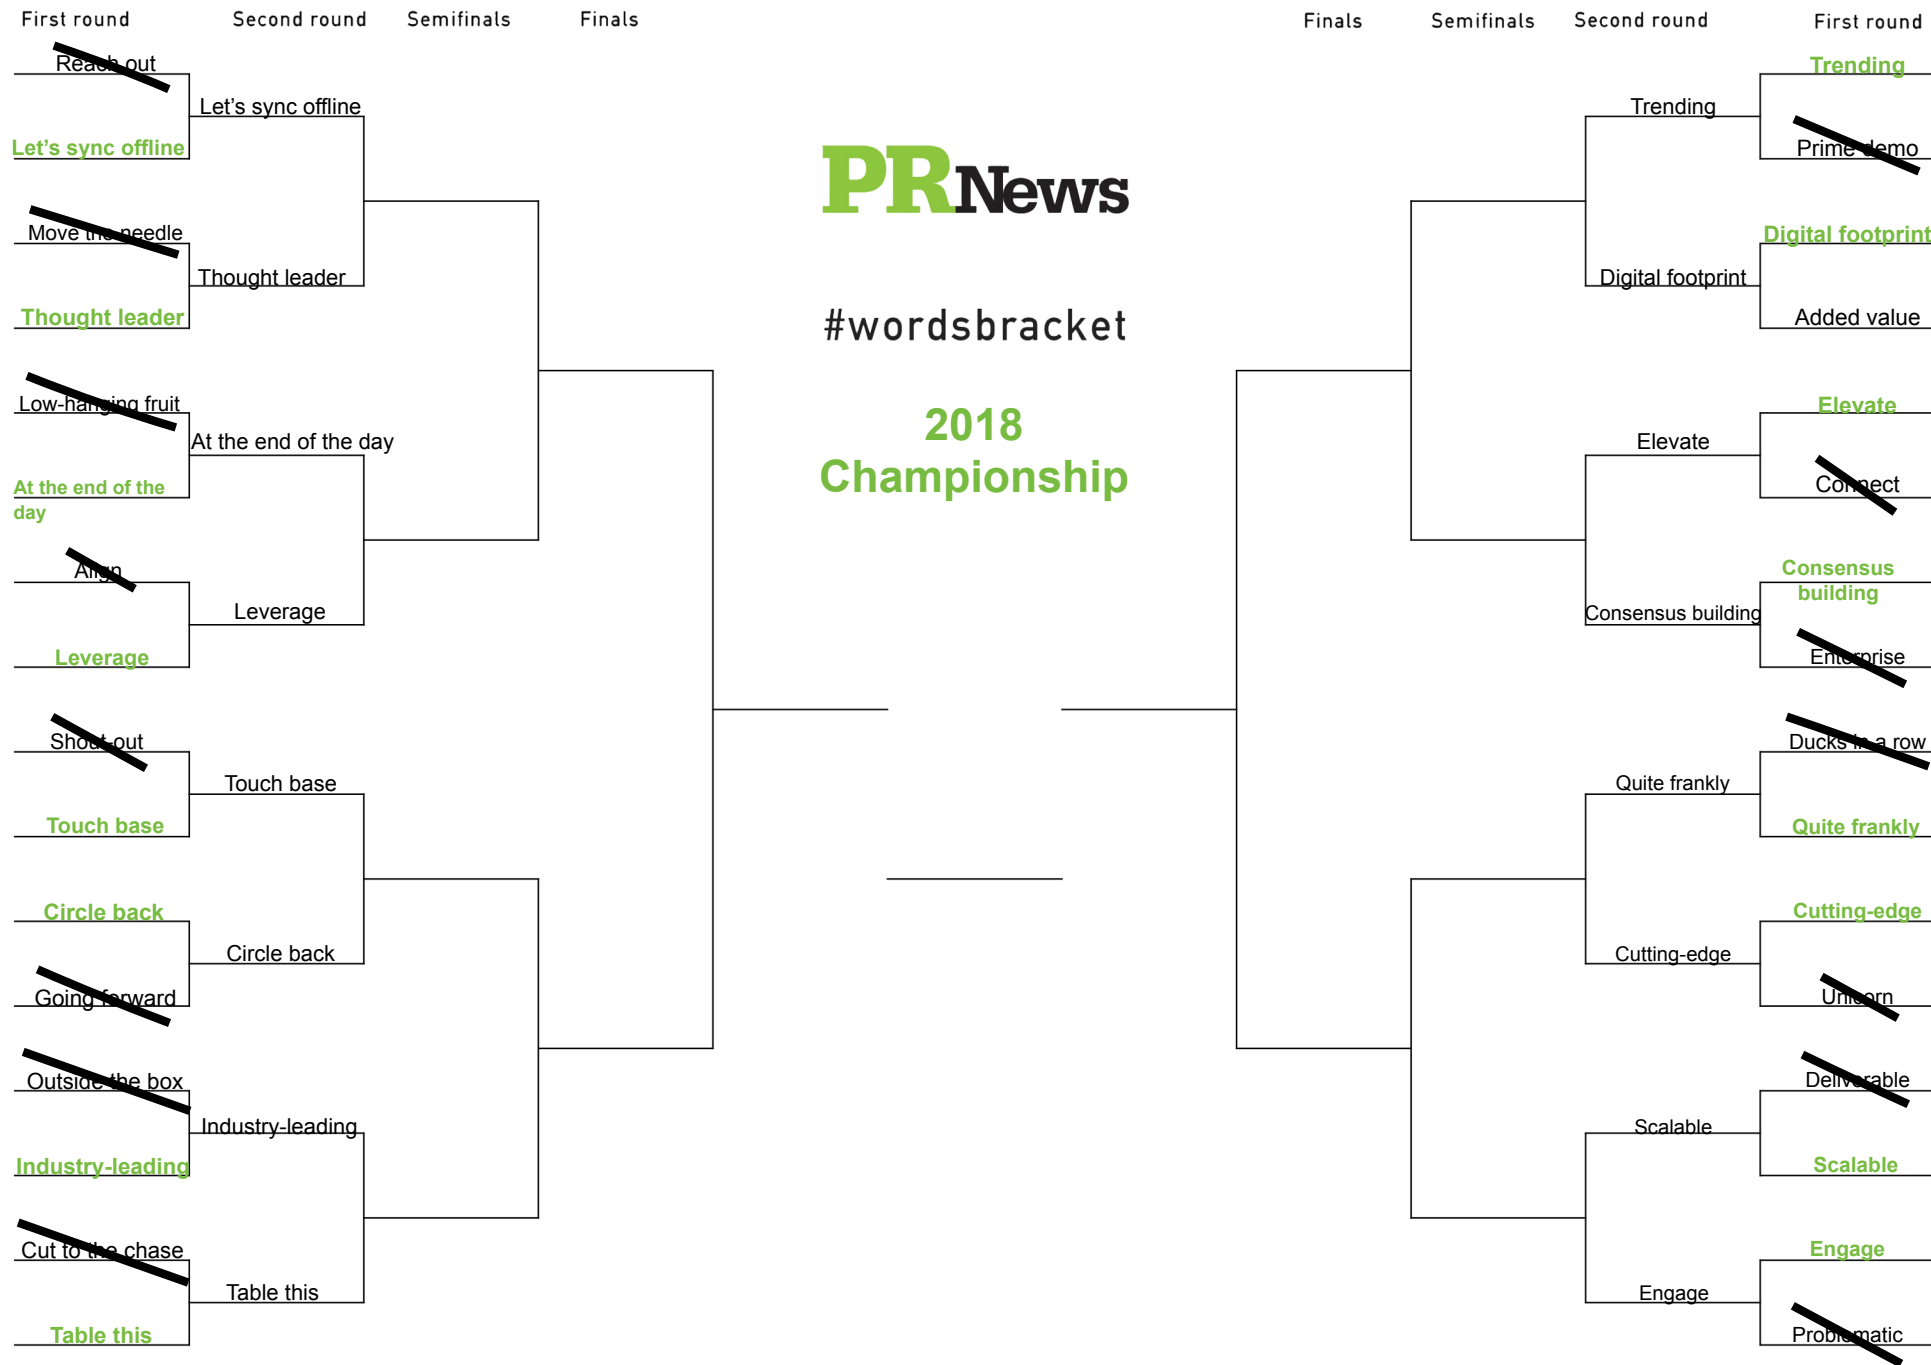 First round
Second round
Semifinals
Finals
Finals
Semifinals
Second round
First round
Reach out
Let's sync offline
Let’s sync offline
Move the needle
Thought leader
Thought leader
Low-hanging fruit
At the end of the day
At the end of the
day
Align
Leverage
Leverage
Shout-out
Touch base
Touch base
Circle back
Circle back
Going forward
Outside the box
Industry-leading
Industry-leading
Cut to the chase
Table this
Table this
PRNews
#wordsbracket
2018
Championship
Trending
Trending
Prime demo
Digital footprint
Digital footprint
Added value
Elevate
Elevate
Connect
Consensus
building
Consensus building
Enterprise
Ducks in a row
Quite frankly
Quite frankly
Cutting-edge
Cutting-edge
Unicorn
Deliverable
Scalable
Scalable
Engage
Engage
Problematic